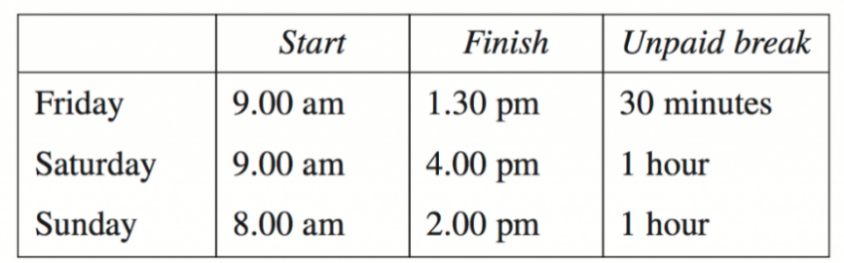 Start Finish Unpaid break
Friday 9.00 am 1.30 pm 30 minutes
Saturday 9.00 am 4.00 pm 1 hour
Sunday 8.00 am 2.00 pm 1 hour